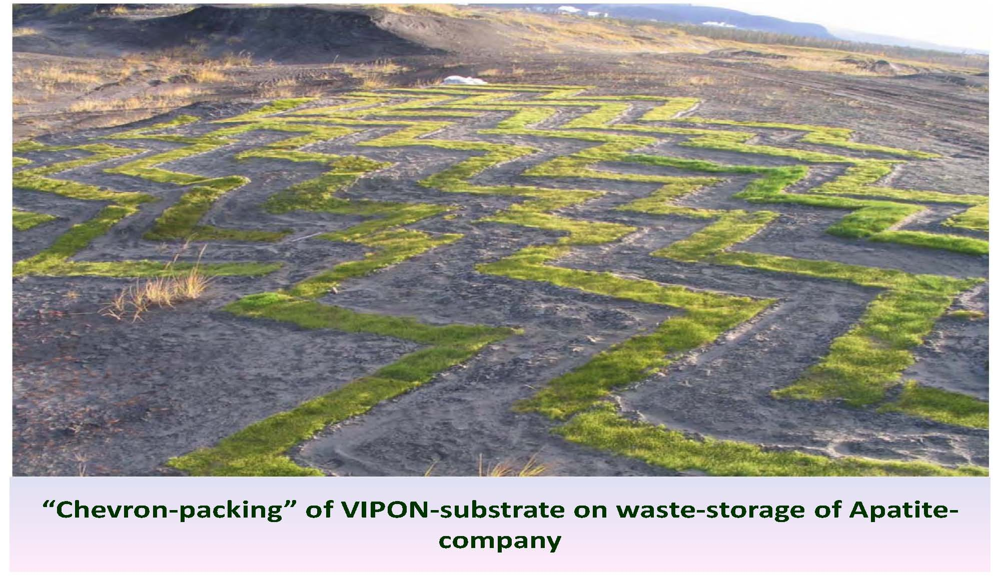 “Chevron-packing” of VIPON-substrate on waste-storage of Apatite-
company